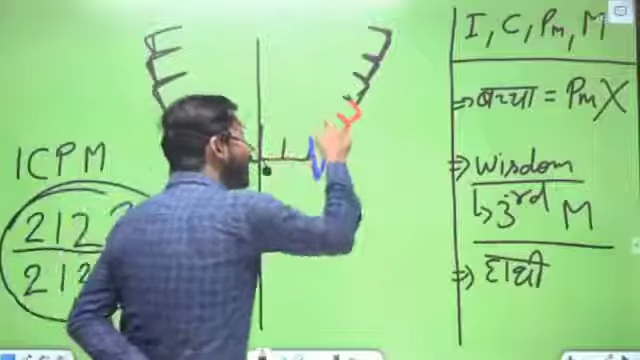 I, C, PM, M
⇒ बच्चा = PM X
ICPM
⇒ Wisdom
↳ 3rd M
212
212
⇒ हाथी